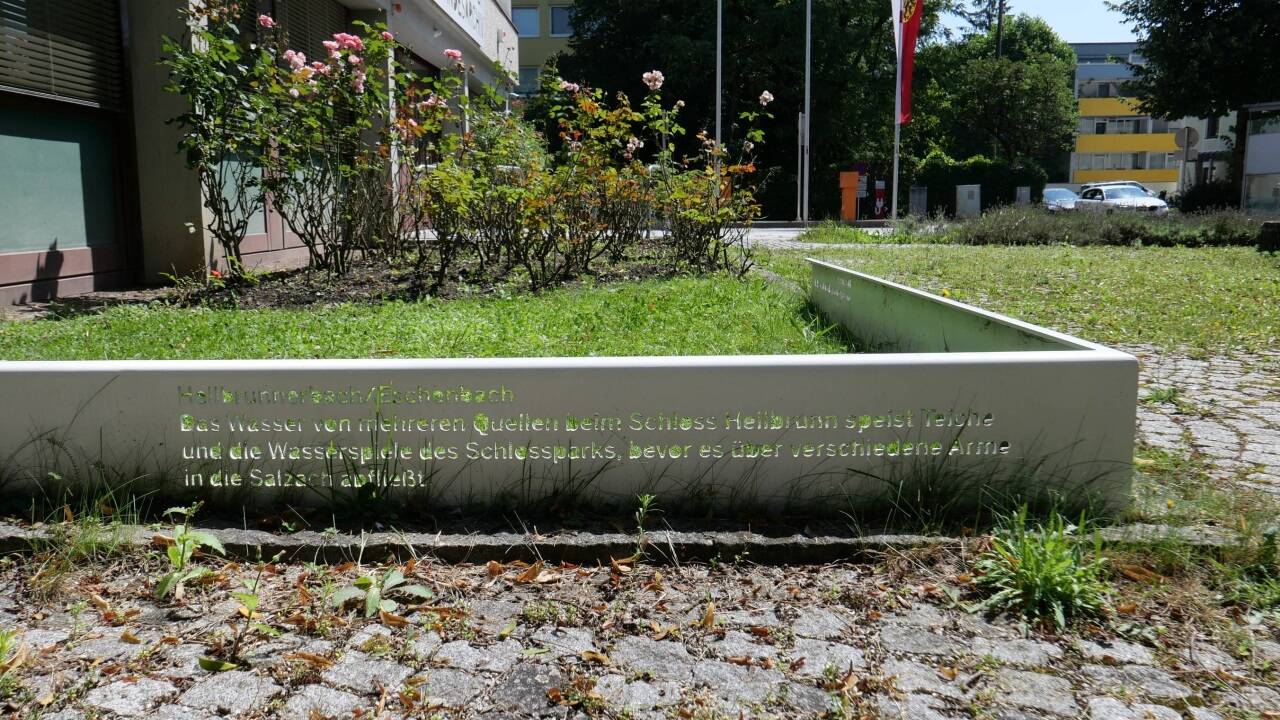 Hellbrunnerbach/Eschenbach
Das Wasser von mehreren Quellen beim Schloss Hellbrunn speist Teiche
und die Wasserspiele des Schlossparks, bevor es über verschiedene Arme
in die Salzach abfließt.